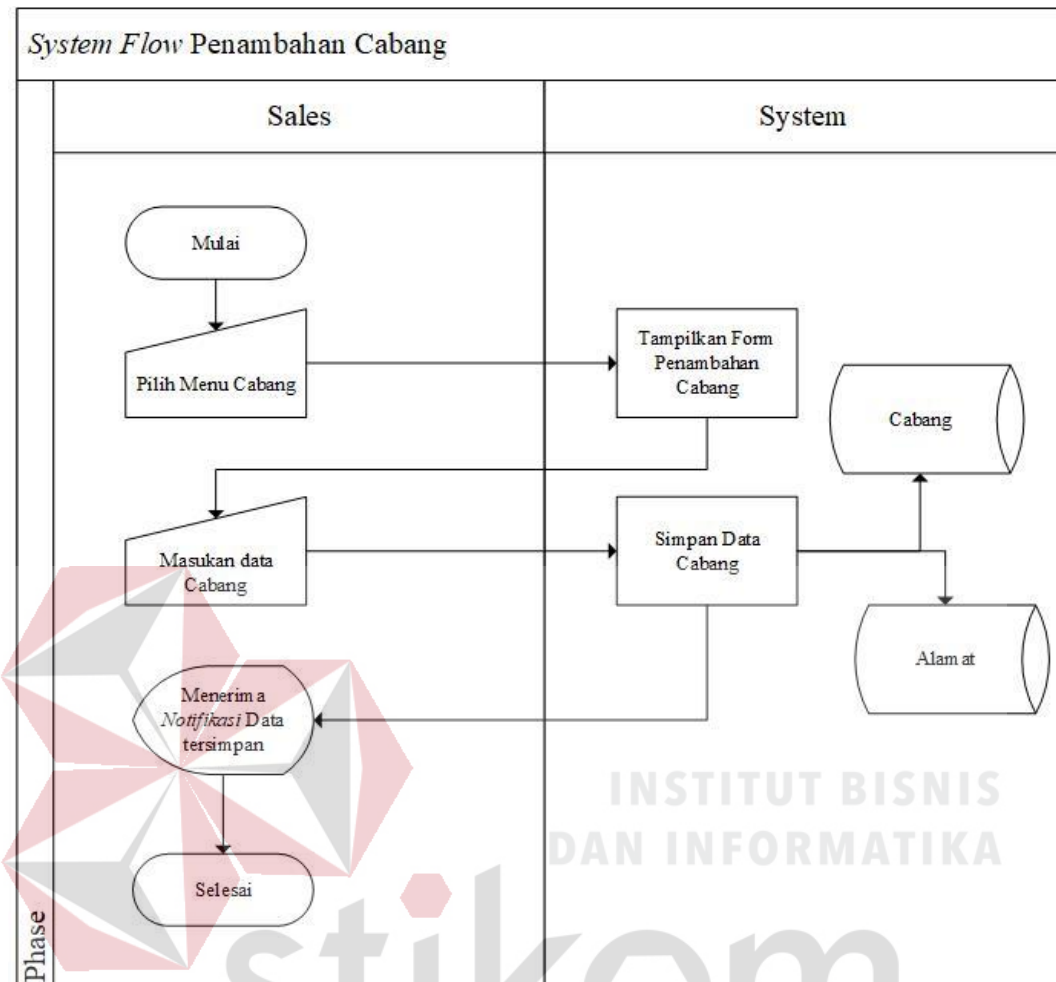 System Flow Penambahan Cabang
Sales
System
Mulai
Pilih Menu Cabang
Tampilkan Form
Penambahan
Cabang
Cabang
Masukan data
Cabang
Simpan Data
Cabang
Alamat
Menerima
Notifikasi Data
tersimpan
Selesai
INSTITUT BISNIS
DAN INFORMATIKA
stikom
Phase